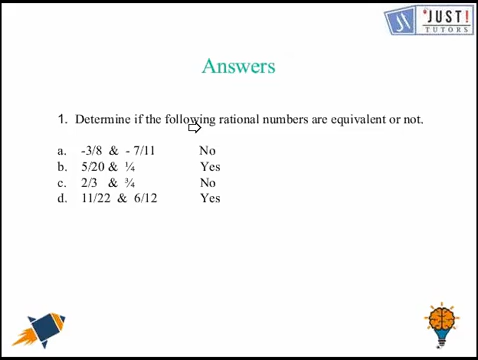 'JUST!
TUTORS
Answers
1. Determine if the following rational numbers are equivalent or not.
a. -3/8 & - 7/11 No
b. 5/20 & ¼ Yes
c. 2/3 & ¾ No
d. 11/22 & 6/12 Yes